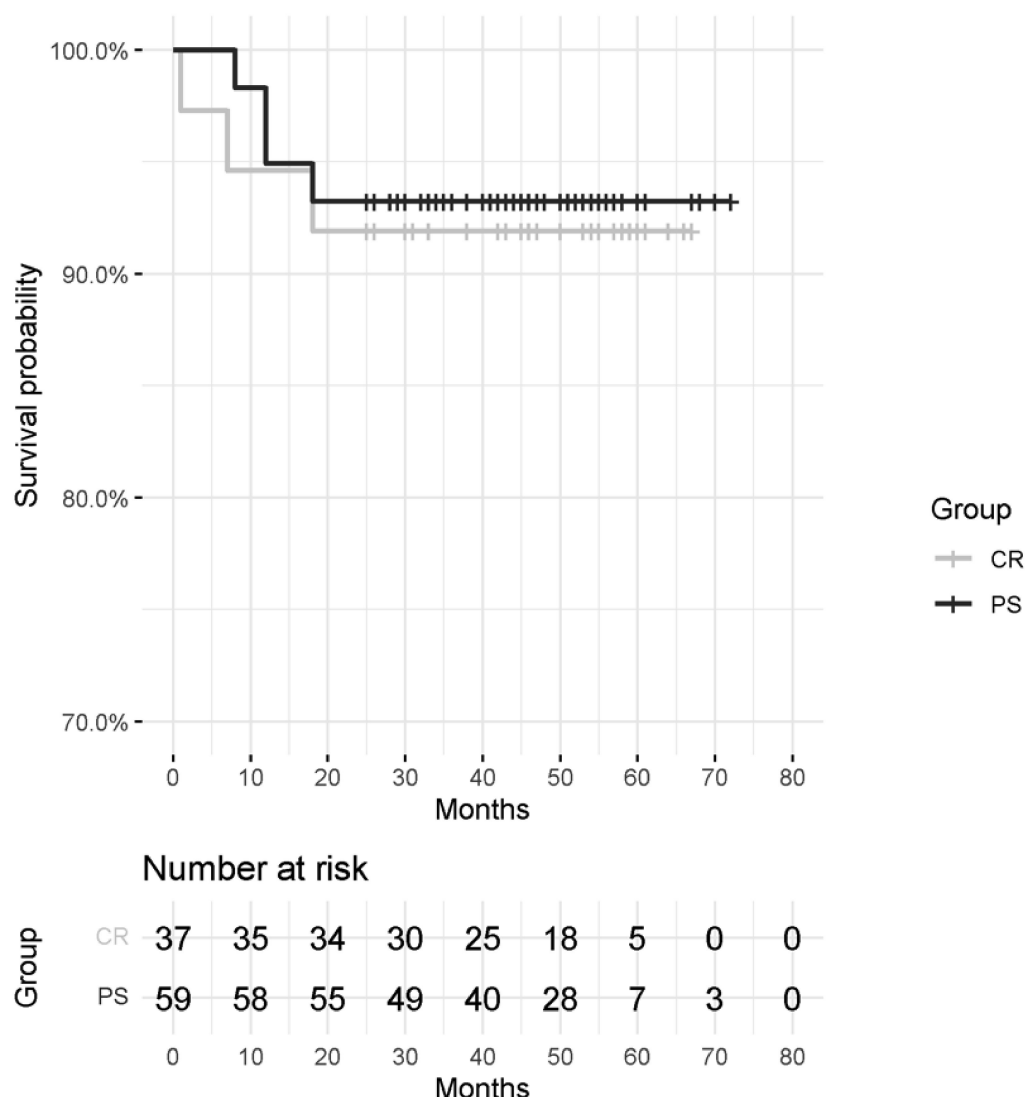 100.0%
90.0%
80.0%
70.0%
Survival probability
0 10 20 30 40 50 60 70 80
Months
Group
CR
PS
Number at risk
Group
CR 37 35 34 30 25 18 5 0 0
PS 59 58 55 49 40 28 7 3 0
0 10 20 30 40 50 60 70 80
Months